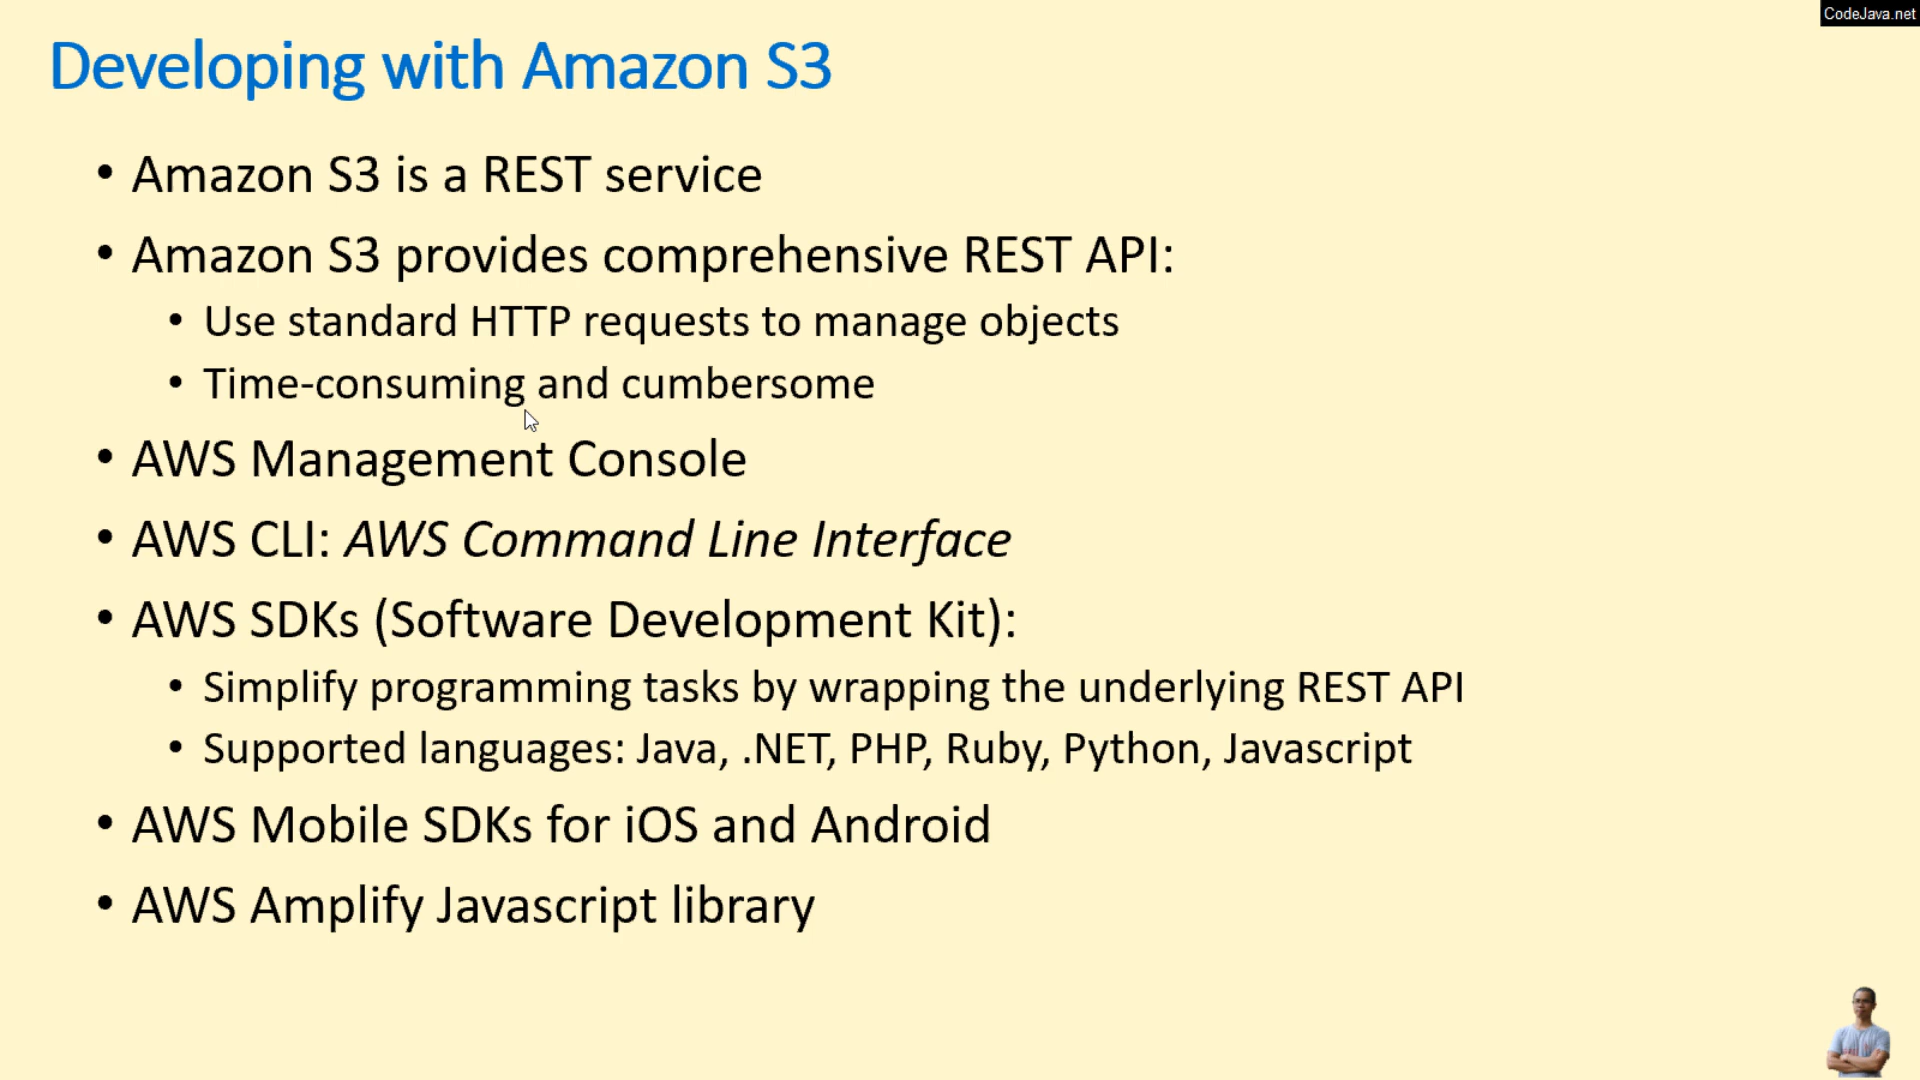 CodeJava.net
Developing with Amazon S3
• Amazon S3 is a REST service
• Amazon S3 provides comprehensive REST API:
• Use standard HTTP requests to manage objects
• Time-consuming and cumbersome
• AWS Management Console
• AWS CLI: AWS Command Line Interface
• AWS SDKs (Software Development Kit):
• Simplify programming tasks by wrapping the underlying REST API
• Supported languages: Java, .NET, PHP, Ruby, Python, Javascript
• AWS Mobile SDKs for iOS and Android
• AWS Amplify Javascript library